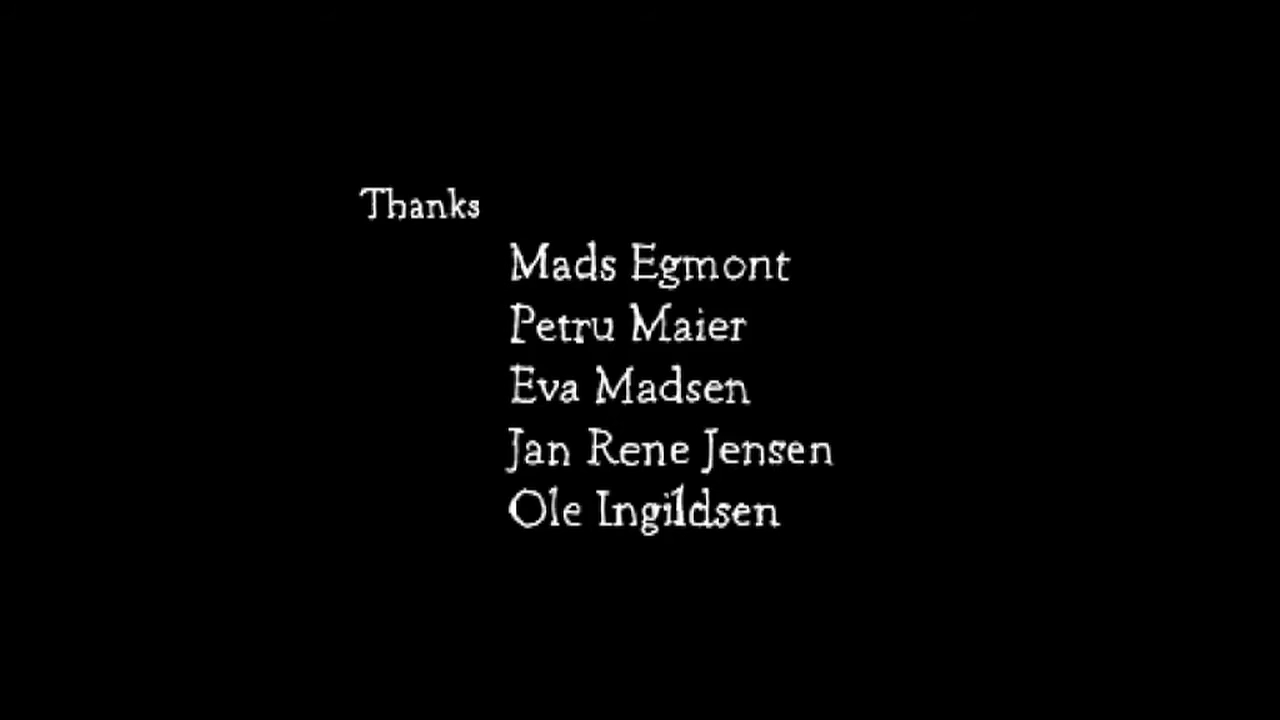 Thanks
Mads Egmont
Petru Maier
Eva Madsen
Jan Rene Jensen
Ole Ingildsen